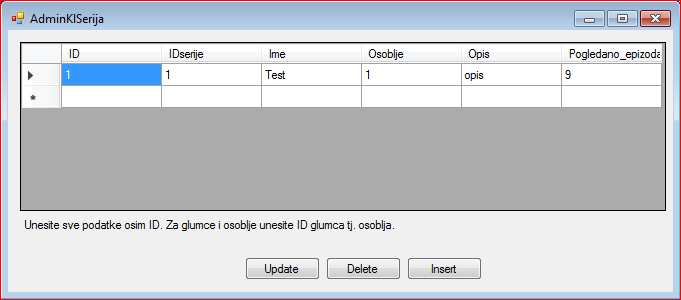 AdminKlSerija
ID IDserije Ime Osoblje Opis Pogledano_epizoda
1 1 Test 1 opis 9
Unesite sve podatke osim ID. Za glumce i osoblje unesite ID glumca tj. osoblja.
Update Delete Insert